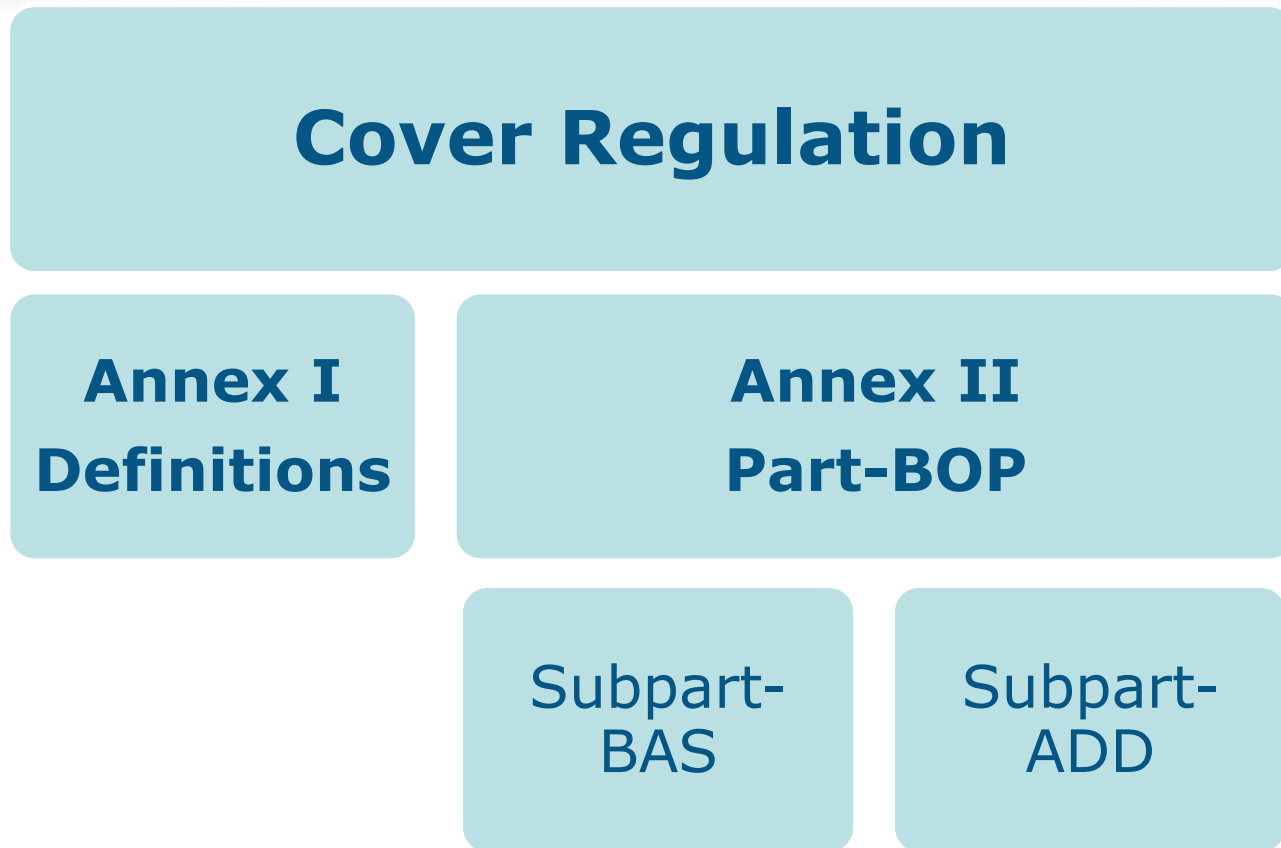 Cover Regulation
Annex I
Definitions
Annex II
Part-BOP
Subpart-
BAS
Subpart-
ADD